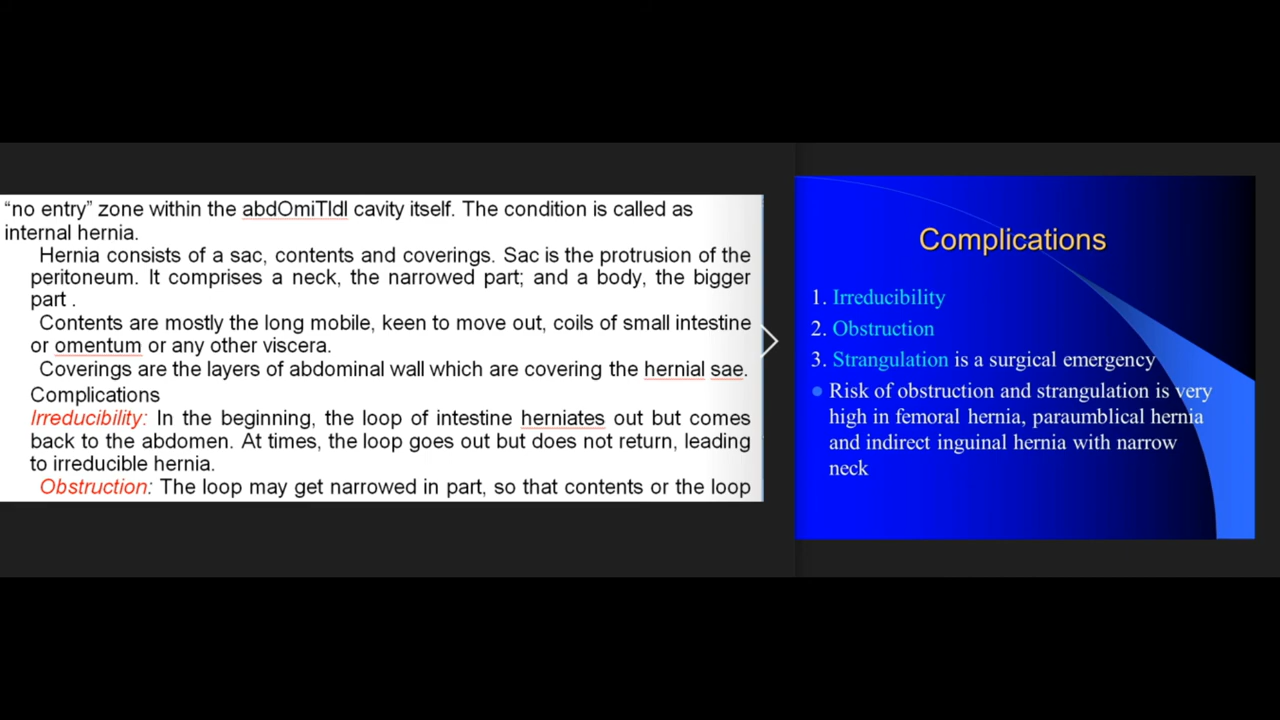 “no entry” zone within the abdOmiTldl cavity itself. The condition is called as
internal hernia.
Hernia consists of a sac, contents and coverings. Sac is the protrusion of the
peritoneum. It comprises a neck, the narrowed part; and a body, the bigger
part .
Contents are mostly the long mobile, keen to move out, coils of small intestine
or omentum or any other viscera.
Coverings are the layers of abdominal wall which are covering the hernial sae.
Complications
Irreducibility: In the beginning, the loop of intestine herniates out but comes
back to the abdomen. At times, the loop goes out but does not return, leading
to irreducible hernia.
Obstruction: The loop may get narrowed in part, so that contents or the loop
Complications
1. Irreducibility
2. Obstruction
3. Strangulation is a surgical emergency
Risk of obstruction and strangulation is very
high in femoral hernia, paraumblical hernia
and indirect inguinal hernia with narrow
neck